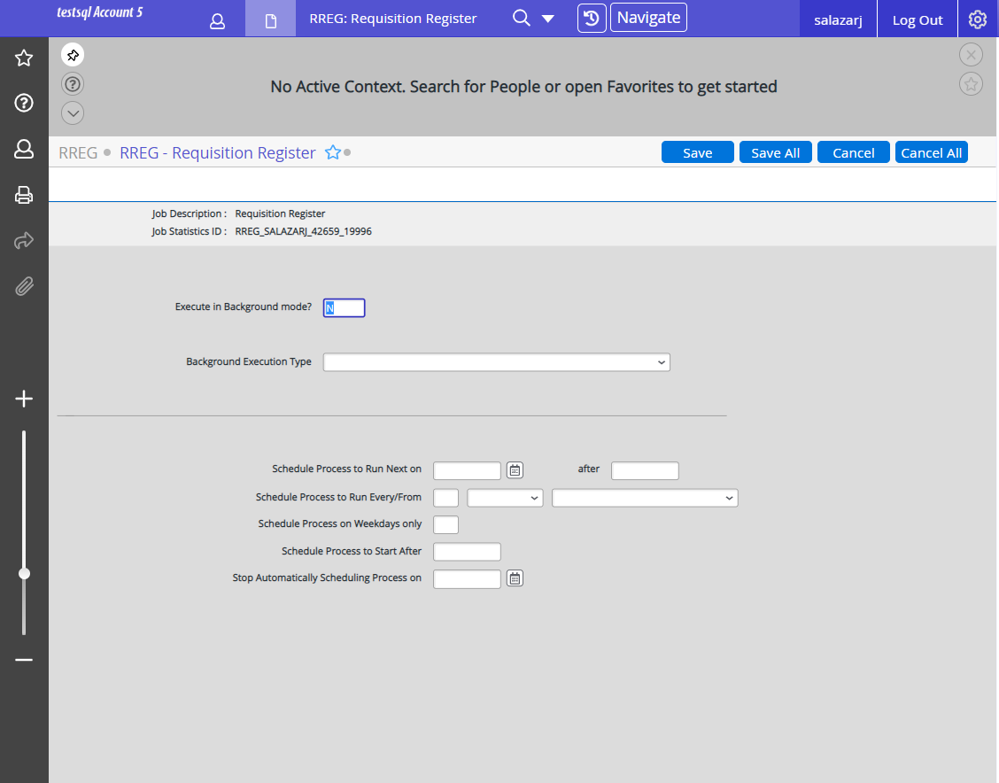 testsql Account 5
RREG: Requisition Register
Navigate
salazarj
Log Out
No Active Context. Search for People or open Favorites to get started
RREG • RREG - Requisition Register
Save Save All Cancel Cancel All
Job Description : Requisition Register
Job Statistics ID : RREG_SALAZARJ_42659_19996
Execute in Background mode? N
Background Execution Type
Schedule Process to Run Next on after
Schedule Process to Run Every/From
Schedule Process on Weekdays only
Schedule Process to Start After
Stop Automatically Scheduling Process on